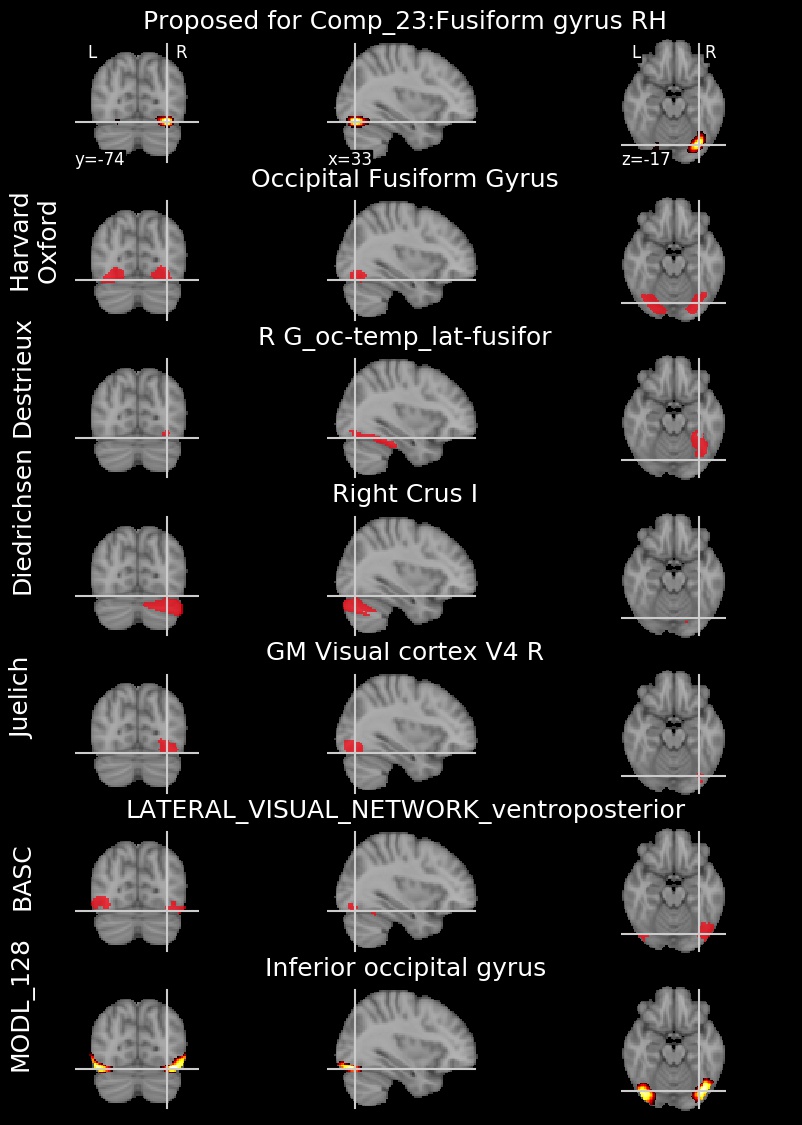 Proposed for Comp_23:Fusiform gyrus RH
L R
L R
y=-74
x=33
z=-17
Occipital Fusiform Gyrus
Harvard
Oxford
R G_oc-temp_lat-fusifor
Destrieux
Right Crus I
Diedrichsen
GM Visual cortex V4 R
Juelich
LATERAL_VISUAL_NETWORK_ventroposterior
BASC
Inferior occipital gyrus
MODL_128